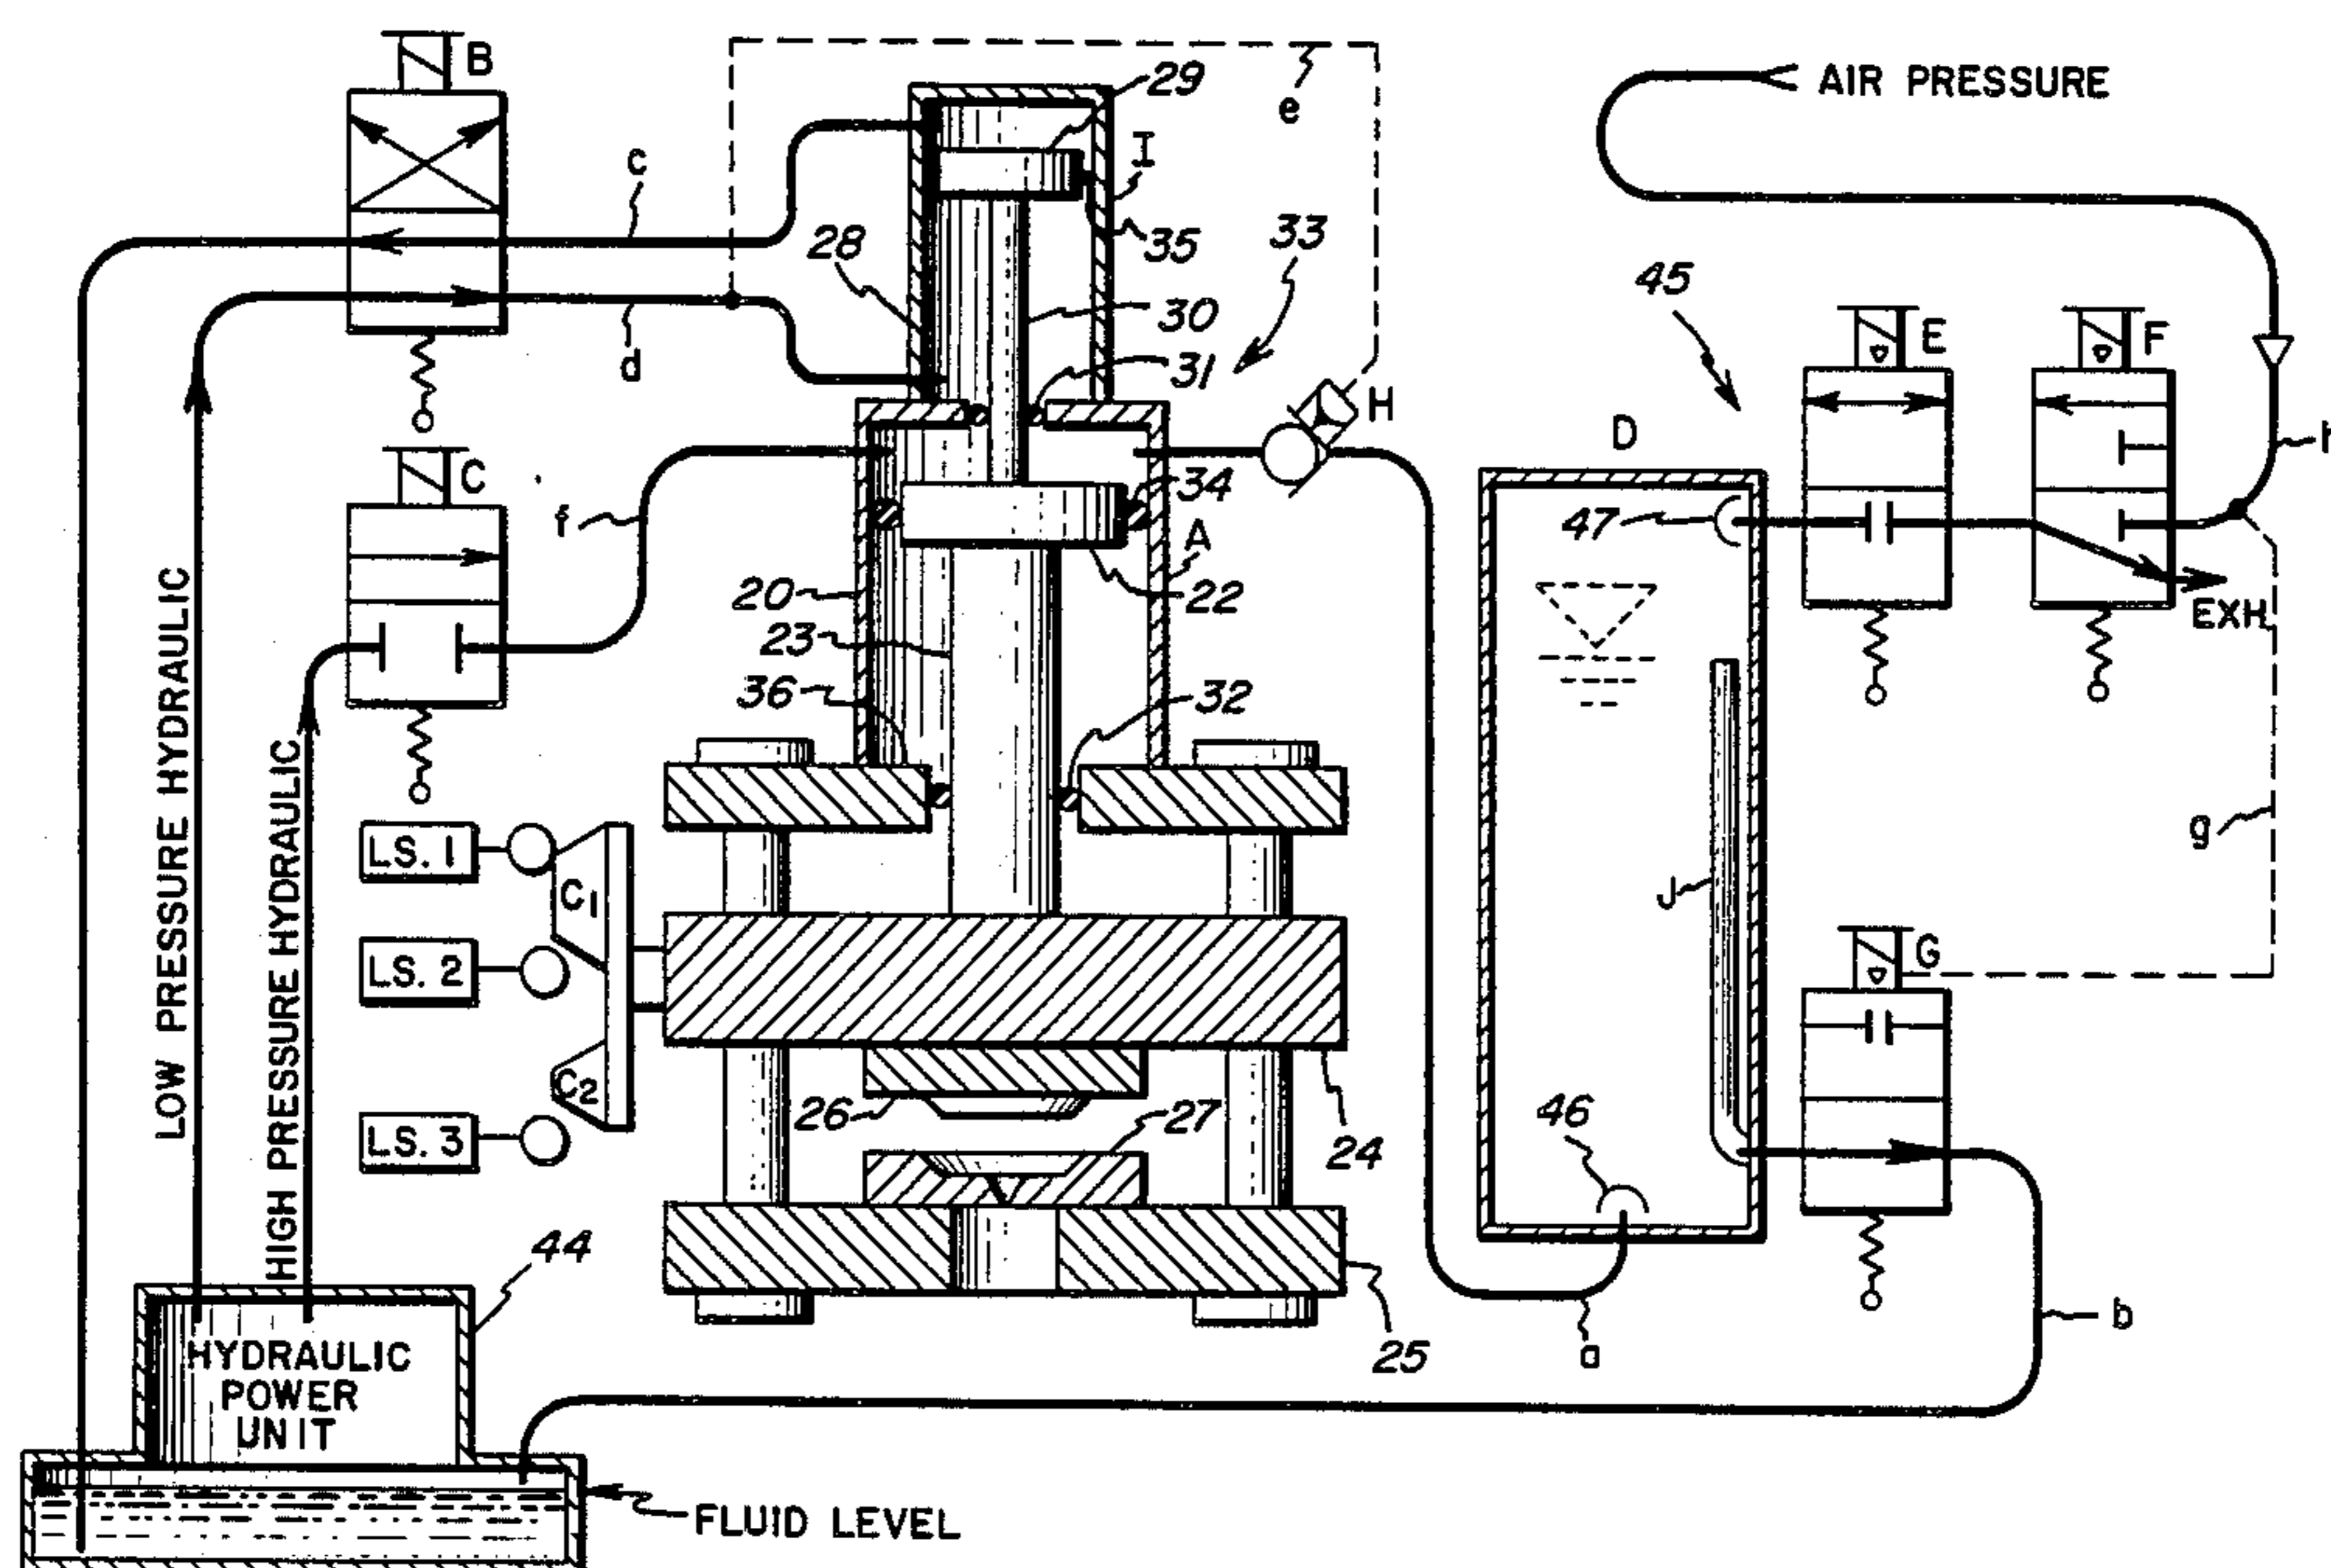 B
29
AIR PRESSURE
e
c
I
28
35
33
45
30
d
31
E
F
H
D
h
C
34
f
47
A
20
22
EXH.
23
36
32
LOW PRESSURE HYDRAULIC
HIGH PRESSURE HYDRAULIC
g
LS. 1
C1
J
LS. 2
G
C2
26
27
46
LS. 3
24
44
b
25
a
HYDRAULIC
POWER
UNIT
FLUID LEVEL